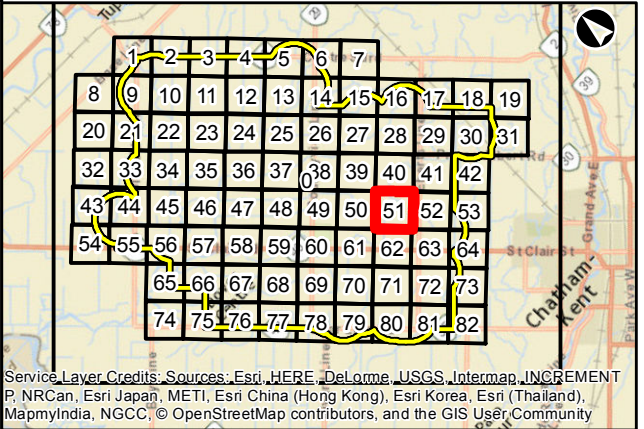 20
Tup
1 2 3 4 5 6 7
8 9 10 11 12 13 14 15 16 17 18 19
39
20 21 22 23 24 25 26 27 28 29 30 31
Rd
32 33 34 35 36 37 38 39 40 41 42
0
43 44 45 46 47 48 49 50 51 52 53
Grand Ave E
54 55 56 57 58 59 60 61 62 63 64
St Clair St
65 66 67 68 69 70 71 72 73
Chatham-
Kent
Park Ave W
74 75 76 77 78 79 80 81 82
Service Layer Credits: Sources: Esri, HERE, DeLorme, USGS, Intermap, INCREMENT
P, NRCan, Esri Japan, METI, Esri China (Hong Kong), Esri Korea, Esri (Thailand),
MapmyIndia, NGCC, © OpenStreetMap contributors, and the GIS User Community